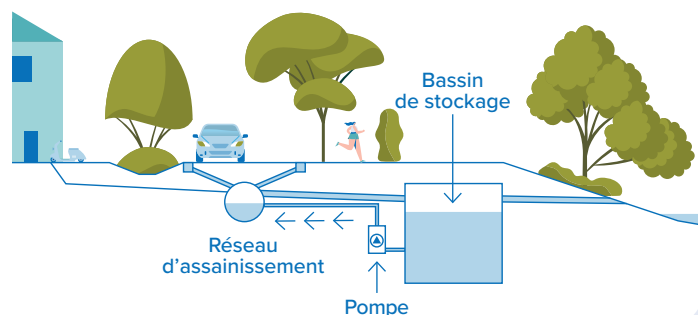 Bassin
de stockage
Réseau
d'assainissement
Pompe